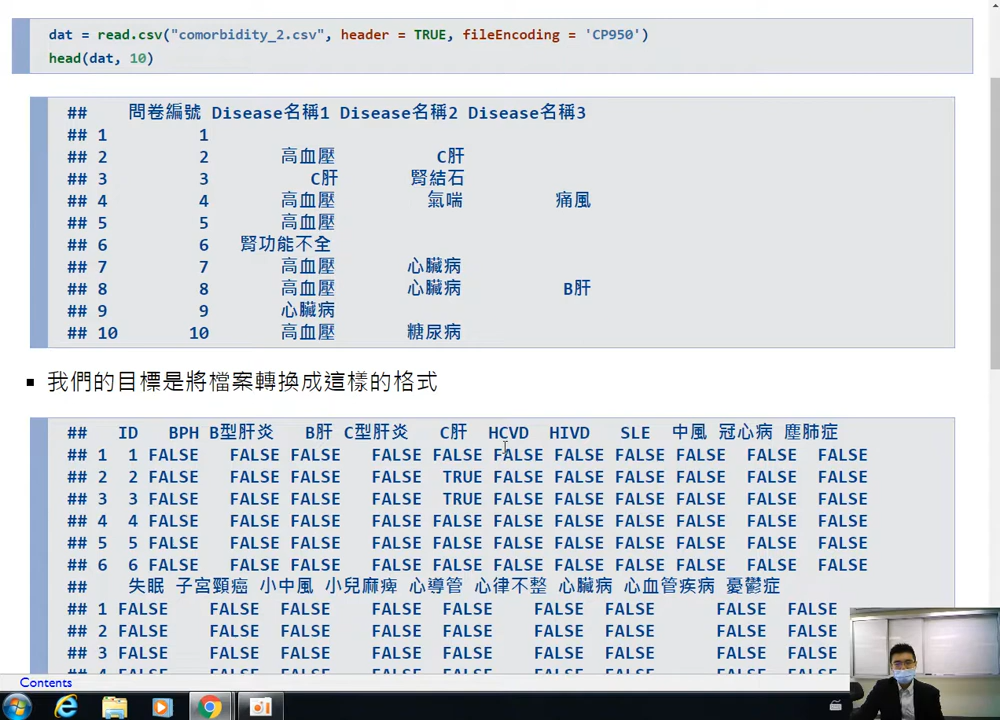 dat = read.csv("comorbidity_2.csv", header = TRUE, fileEncoding = 'CP950')
head(dat, 10)
## 問卷編號 Disease名稱1 Disease名稱2 Disease名稱3
## 1 1
## 2 2 高血壓 C肝
## 3 3 C肝 腎結石
## 4 4 高血壓 氣喘 痛風
## 5 5 高血壓
## 6 6 腎功能不全
## 7 7 高血壓 心臟病
## 8 8 高血壓 心臟病 B肝
## 9 9 心臟病
## 10 10 高血壓 糖尿病
▪ 我們的目標是將檔案轉換成這樣的格式
## ID BPH B型肝炎 B肝 C型肝炎 C肝 HCVD HIVD SLE 中風 冠心病 塵肺症
## 1 1 FALSE FALSE FALSE FALSE FALSE FALSE FALSE FALSE FALSE FALSE FALSE
## 2 2 FALSE FALSE FALSE FALSE TRUE FALSE FALSE FALSE FALSE FALSE FALSE
## 3 3 FALSE FALSE FALSE FALSE TRUE FALSE FALSE FALSE FALSE FALSE FALSE
## 4 4 FALSE FALSE FALSE FALSE FALSE FALSE FALSE FALSE FALSE FALSE FALSE
## 5 5 FALSE FALSE FALSE FALSE FALSE FALSE FALSE FALSE FALSE FALSE FALSE
## 6 6 FALSE FALSE FALSE FALSE FALSE FALSE FALSE FALSE FALSE FALSE FALSE
## 失眠 子宮頸癌 小中風 小兒麻痺 心導管 心律不整 心臟病 心血管疾病 憂鬱症
## 1 FALSE FALSE FALSE FALSE FALSE FALSE FALSE FALSE FALSE
## 2 FALSE FALSE FALSE FALSE FALSE FALSE FALSE FALSE FALSE
## 3 FALSE FALSE FALSE FALSE FALSE FALSE FALSE FALSE FALSE
Contents